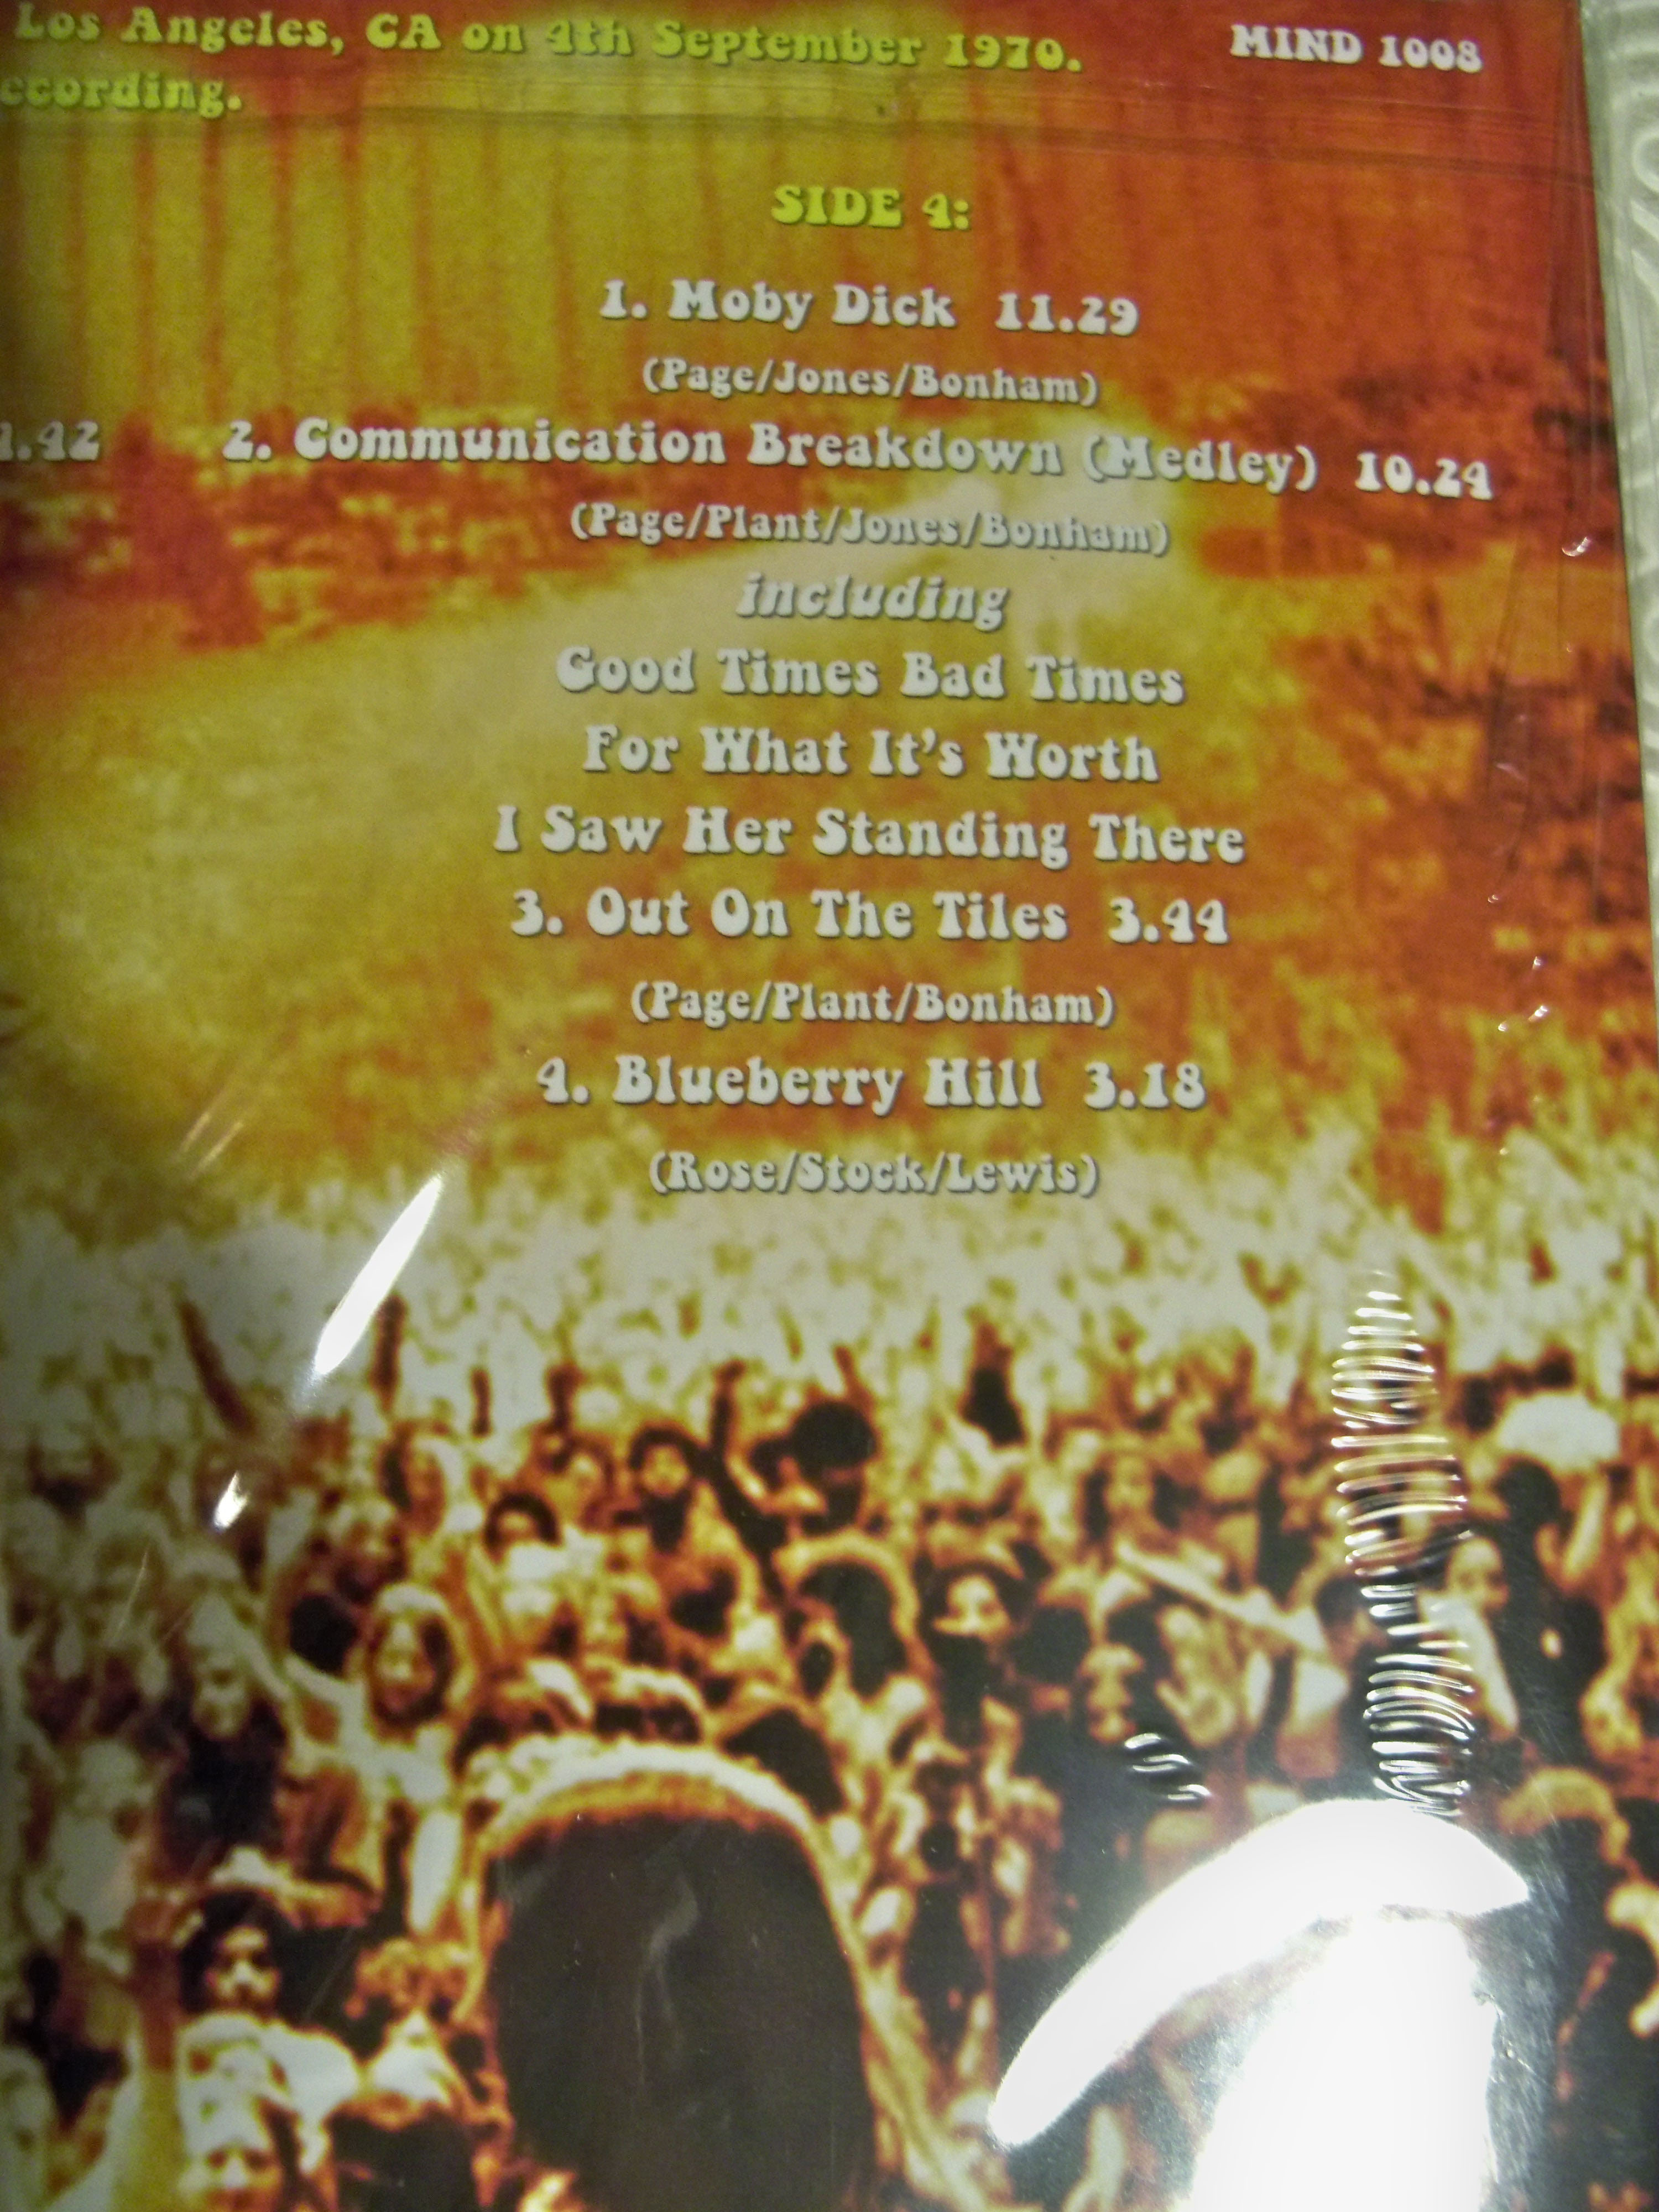 Los Angeles, CA on 4th September 1970.
MIND 1008
ecording.
SIDE 4:
1. Moby Dick 11.29
(Page/Jones/Bonham)
.42
2. Communication Breakdown (Medley) 10.24
(Page/Plant/Jones/Bonham)
including
Good Times Bad Times
For What It's Worth
I Saw Her Standing There
3. Out On The Tiles 3.44
(Page/Plant/Bonham)
4. Blueberry Hill 3.18
(Rose/Stock/Lewis)